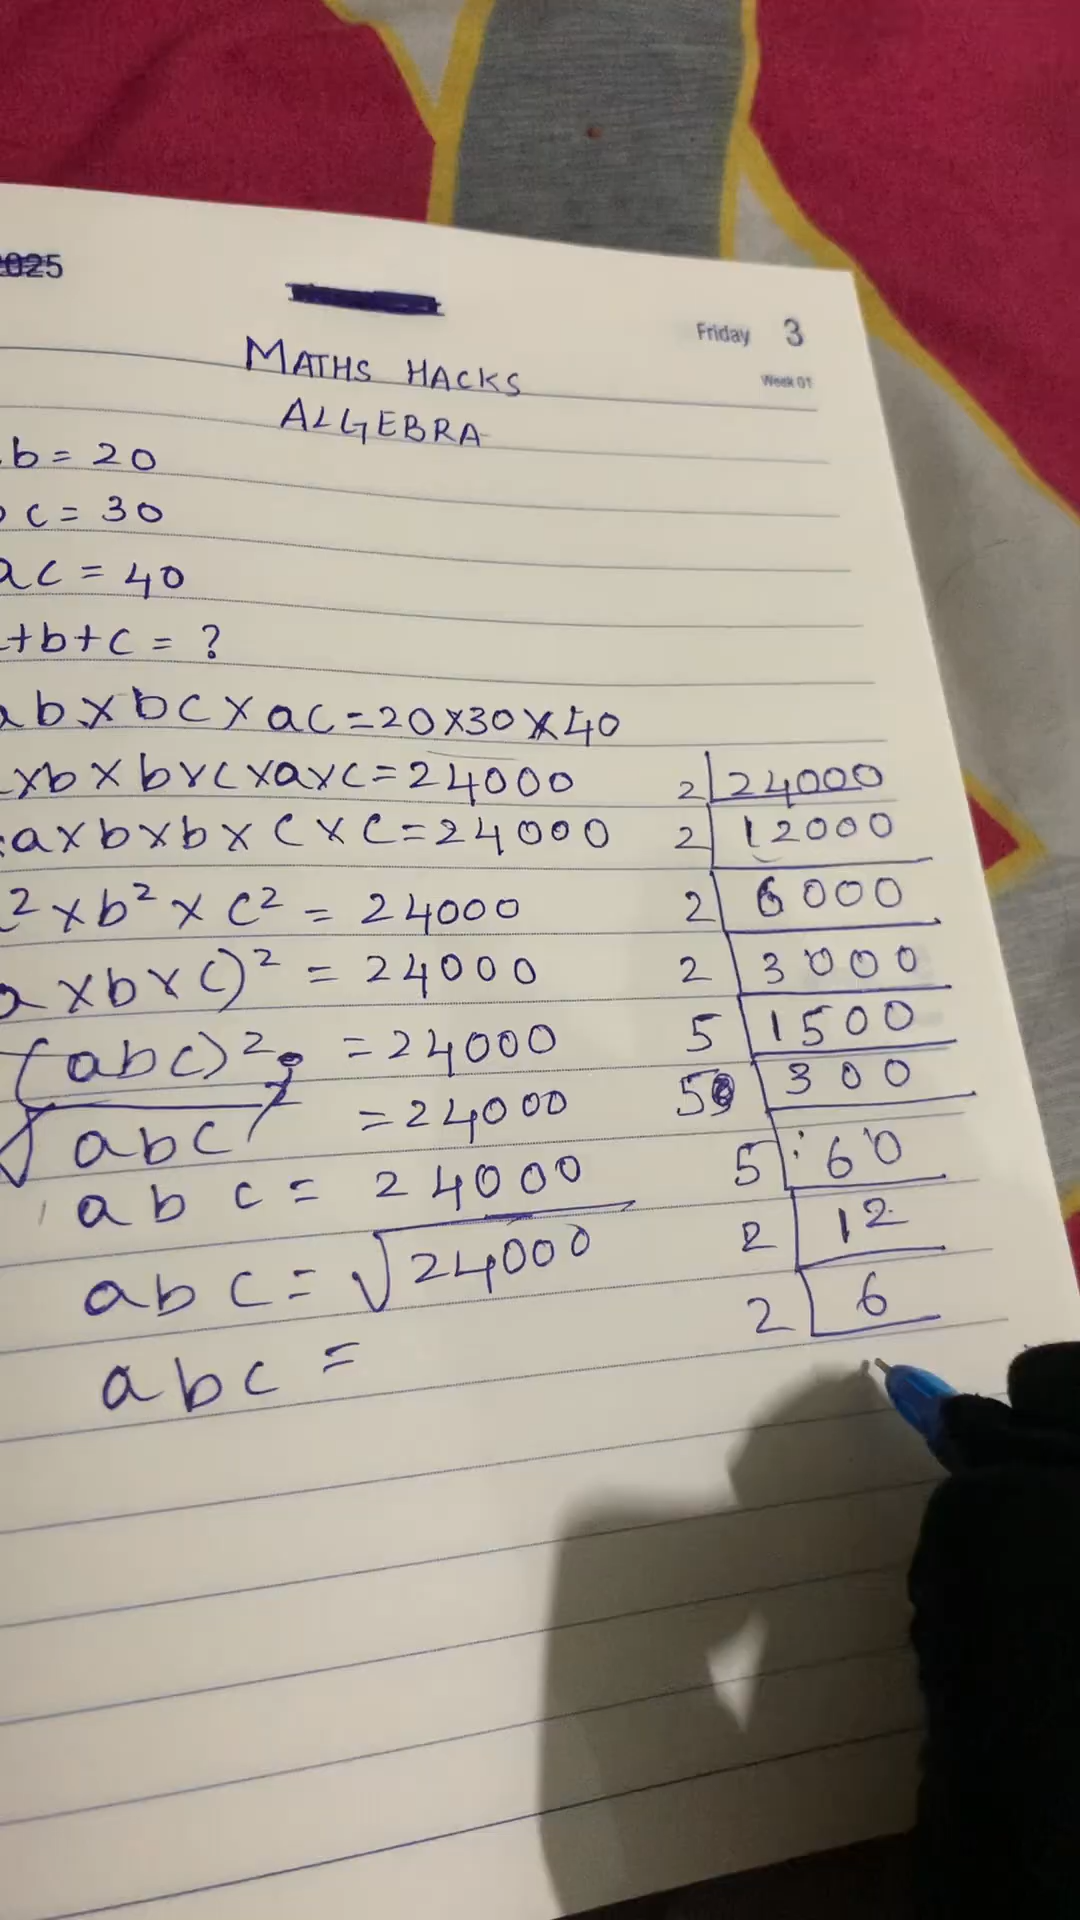 2025
Friday 3
Week 01
MATHS HACKS
ALGEBRA
b = 20
c = 30
ac = 40
+b+c = ?
ab×bc×ac=20×30×40
×b×b×c×a×c=24000
a×b×b×c×c=24000
²×b²×c² = 24000
a×b×c)² = 24000
(abc)² = 24000
√abc = 24000
abc = 24000
abc = √24000
abc =
2 24000
2 12000
2 6000
2 3000
5 1500
5 300
5 60
2 12
2 6